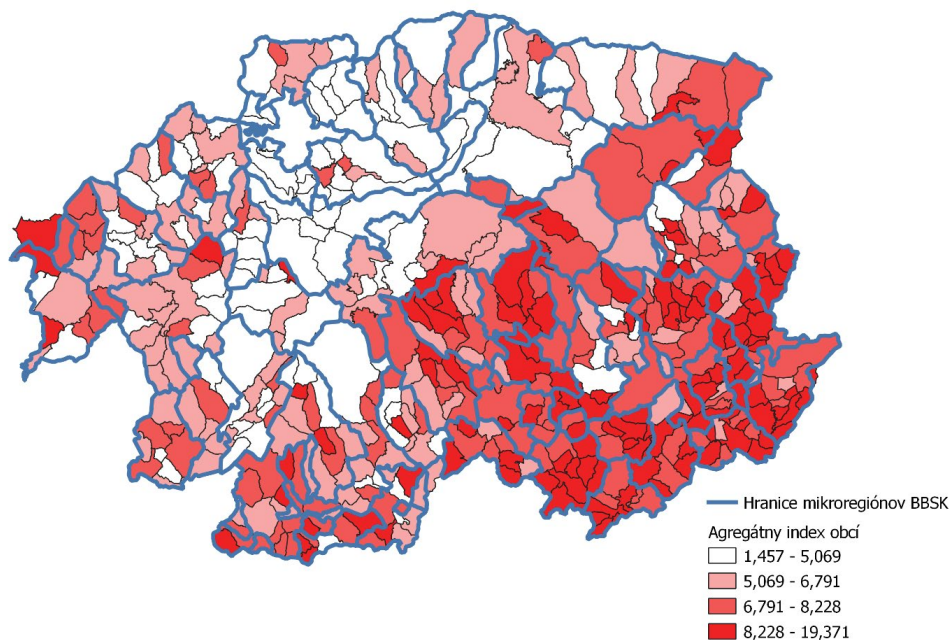 Hranice mikroregiónov BBSK
Agregátny index obcí
1,457 - 5,069
5,069 - 6,791
6,791 - 8,228
8,228 - 19,371